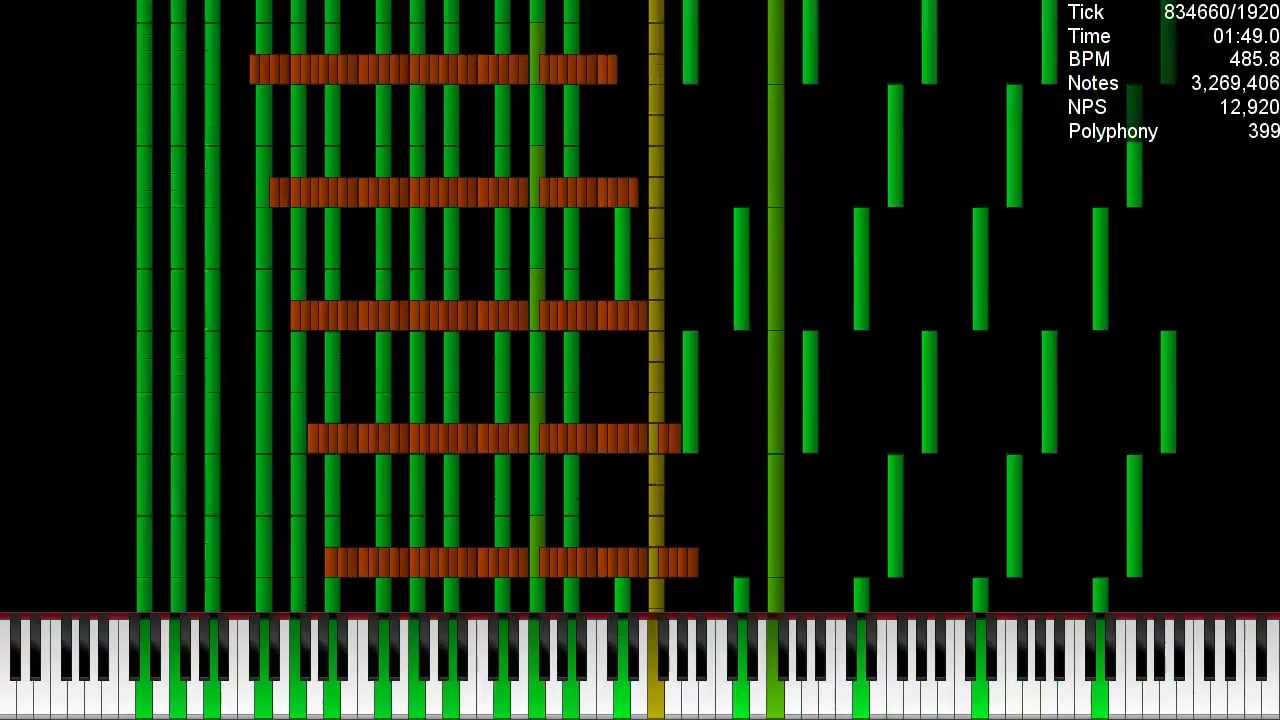 Tick 834660/1920
Time 01:49.0
BPM 485.8
Notes 3,269,406
NPS 12,920
Polyphony 399